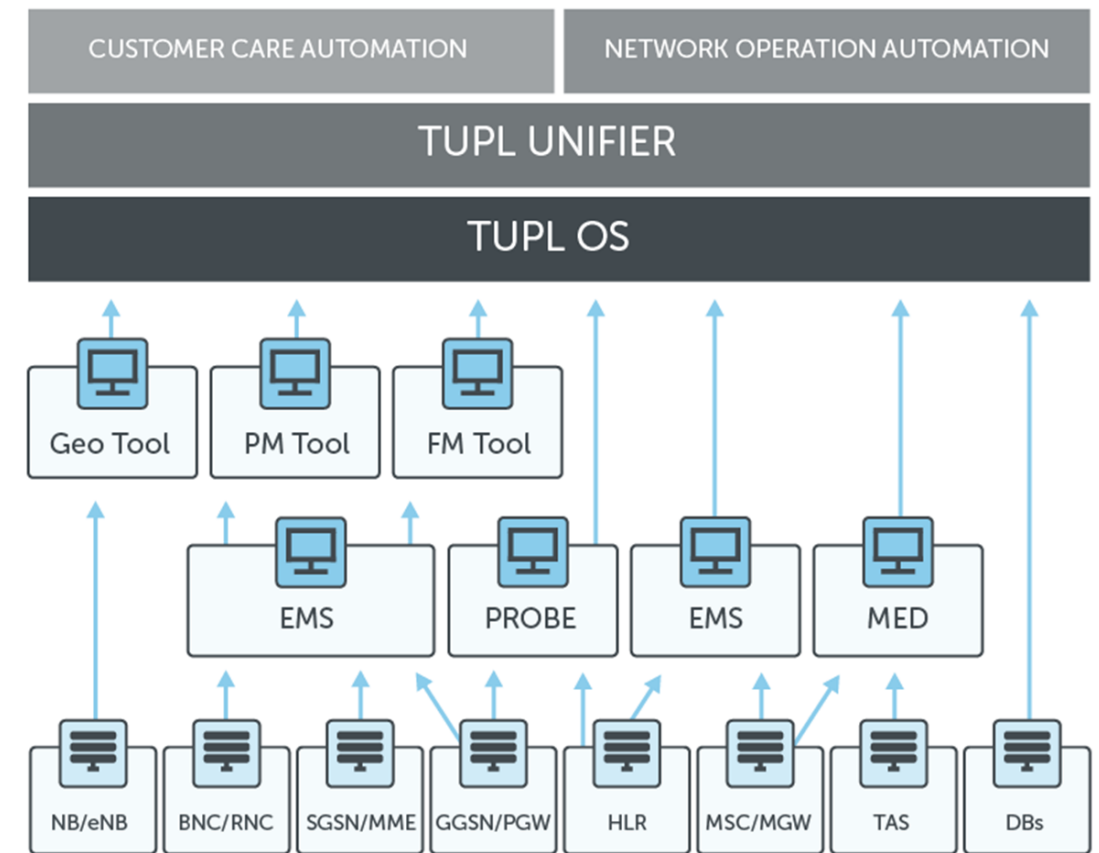 CUSTOMER CARE AUTOMATION
NETWORK OPERATION AUTOMATION
TUPL UNIFIER
TUPL OS
Geo Tool
PM Tool
FM Tool
EMS
PROBE
EMS
MED
NB/eNB
BNC/RNC
SGSN/MME
GGSN/PGW
HLR
MSC/MGW
TAS
DBs